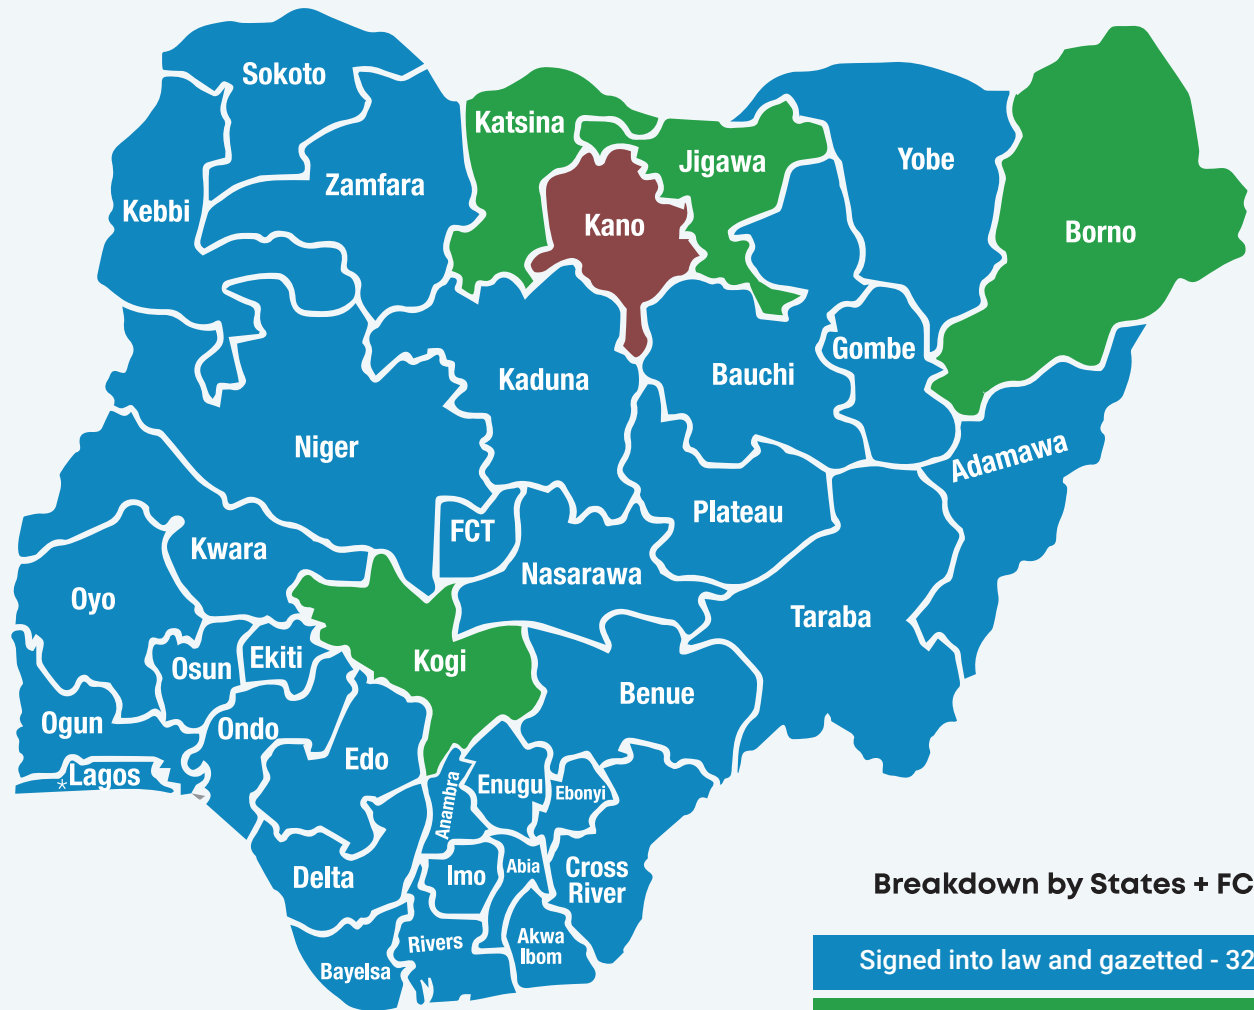 Sokoto
Katsina
Jigawa
Yobe
Zamfara
Kebbi
Kano
Borno
Gombe
Bauchi
Kaduna
Niger
Adamawa
Plateau
FCT
Kwara
Nasarawa
Oyo
Taraba
Ekiti
Kogi
Osun
Benue
Ogun
Ondo
Edo
*Lagos
Enugu
Ebonyi
Anambra
Abia
Imo
Delta
Cross
River
Akwa
Ibom
Rivers
Bayelsa
Breakdown by States + FC
Signed into law and gazetted - 32